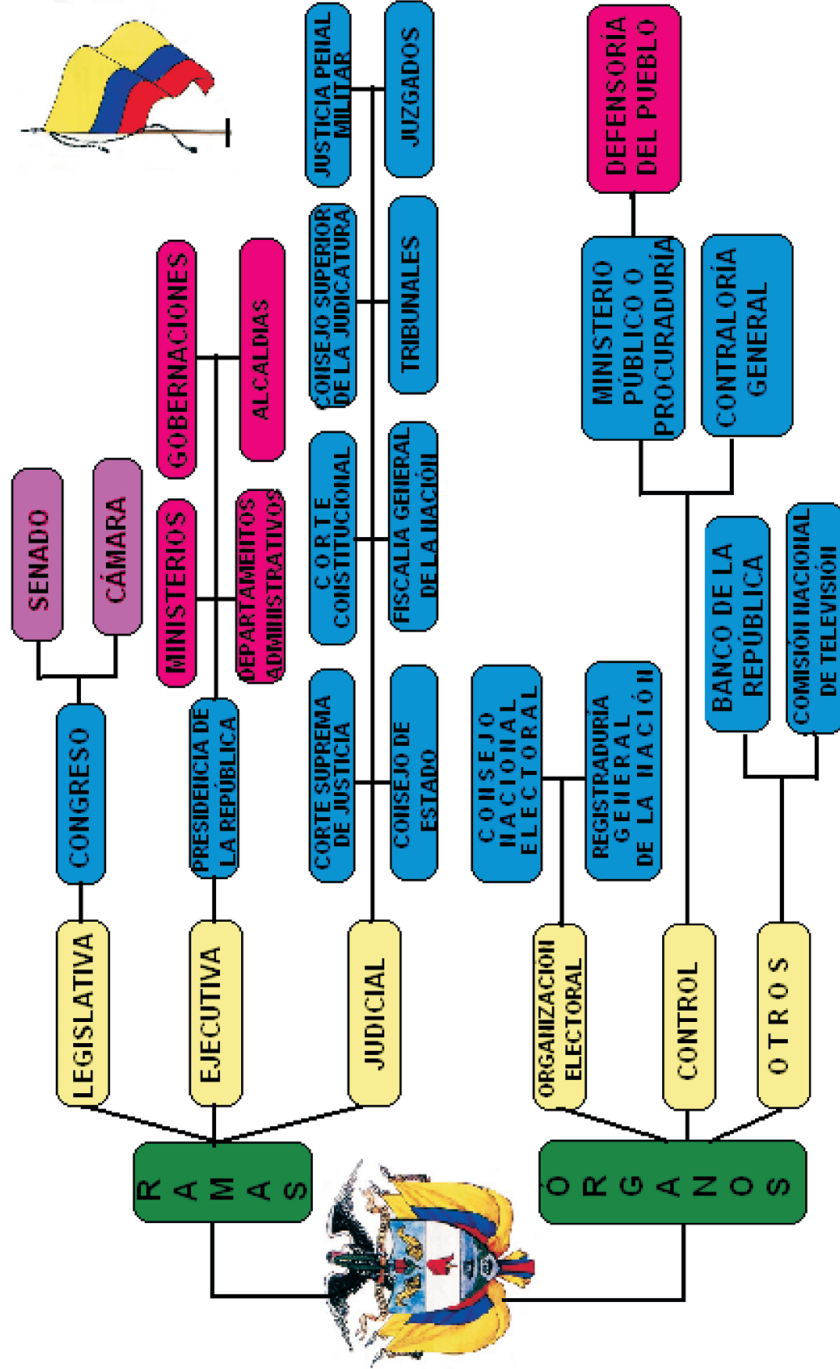 RAMAS
LEGISLATIVA
CONGRESO
SENADO
CÁMARA
EJECUTIVA
PRESIDENCIA DE
LA REPÚBLICA
MINISTERIOS
GOBERNACIONES
DEPARTAMENTOS
ADMINISTRATIVOS
ALCALDIAS
JUDICIAL
CORTE SUPREMA
DE JUSTICIA
CORTE
CONSTITUCIONAL
CONSEJO SUPERIOR
DE LA JUDICATURA
JUSTICIA PENAL
MILITAR
CONSEJO DE
ESTADO
FISCALIA GENERAL
DE LA NACIÓN
TRIBUNALES
JUZGADOS
ÓRGANOS
ORGANIZACIÓN
ELECTORAL
CONSEJO
NACIONAL
ELECTORAL
REGISTRADURÍA
GENERAL
DE LA NACIÓN
CONTROL
MINISTERIO
PÚBLICO O
PROCURADURÍA
DEFENSORÍA
DEL PUEBLO
CONTRALORÍA
GENERAL
OTROS
BANCO DE LA
REPÚBLICA
COMISIÓN NACIONAL
DE TELEVISIÓN